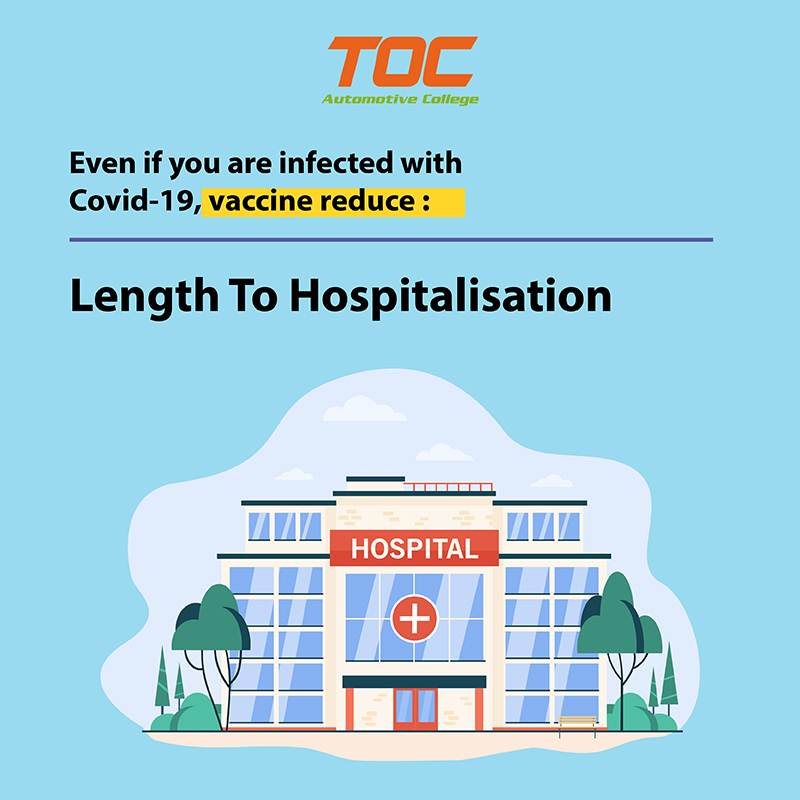 TOC
Automotive College
Even if you are infected with
Covid-19, vaccine reduce :
Length To Hospitalisation
HOSPITAL